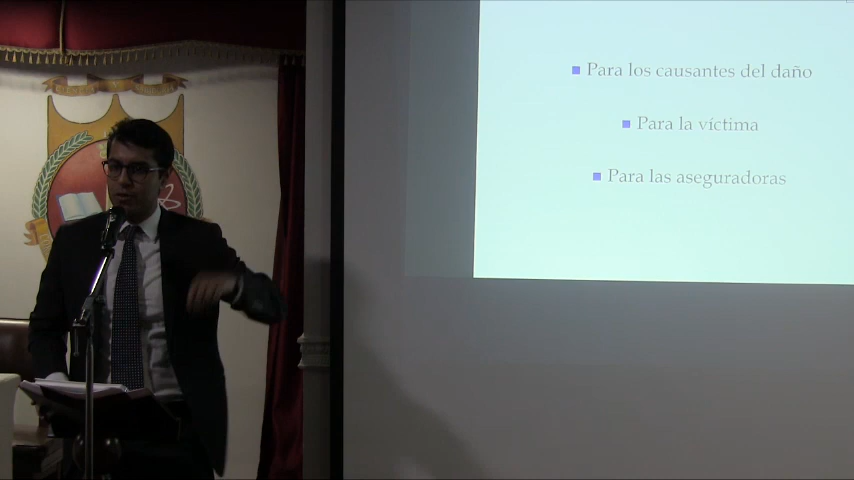 Para los causantes del daño
Para la víctima
Para las aseguradoras